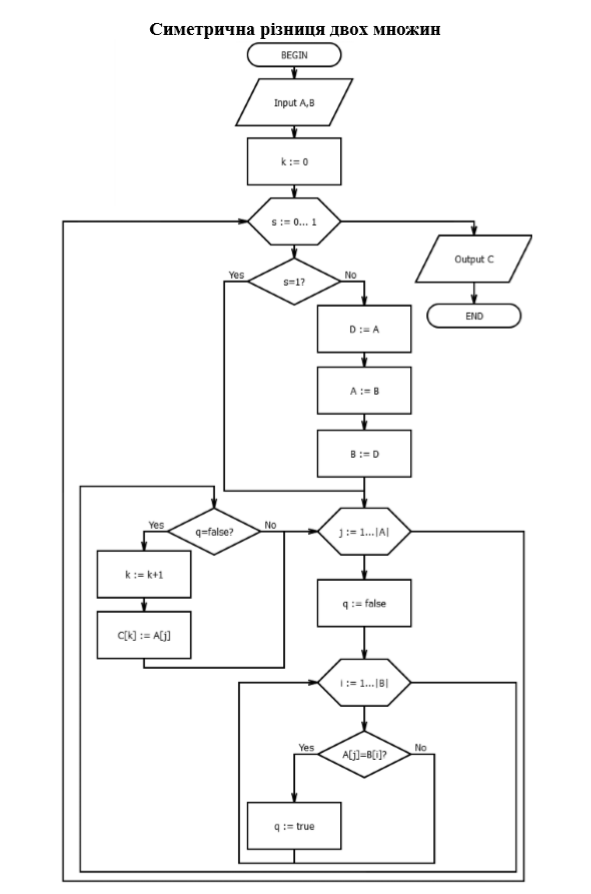 Симетрична різниця двох множин
BEGIN
Input A,B
k := 0
s := 0... 1
Output C
Yes
s=1?
No
END
D := A
A := B
B := D
Yes
q=false?
No
j := 1...|A|
k := k+1
q := false
C[k] := A[j]
i := 1...|B|
Yes
A[j]=B[i]?
No
q := true